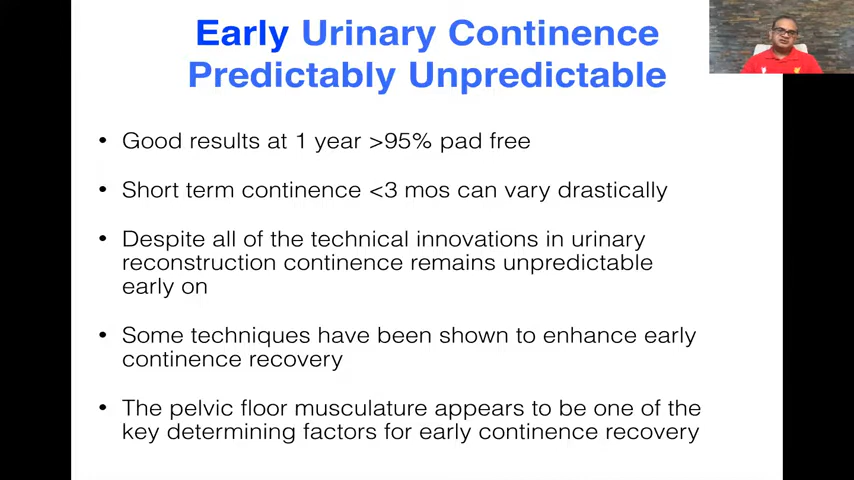 Early Urinary Continence
Predictably Unpredictable
• Good results at 1 year >95% pad free
• Short term continence <3 mos can vary drastically
• Despite all of the technical innovations in urinary
reconstruction continence remains unpredictable
early on
• Some techniques have been shown to enhance early
continence recovery
• The pelvic floor musculature appears to be one of the
key determining factors for early continence recovery